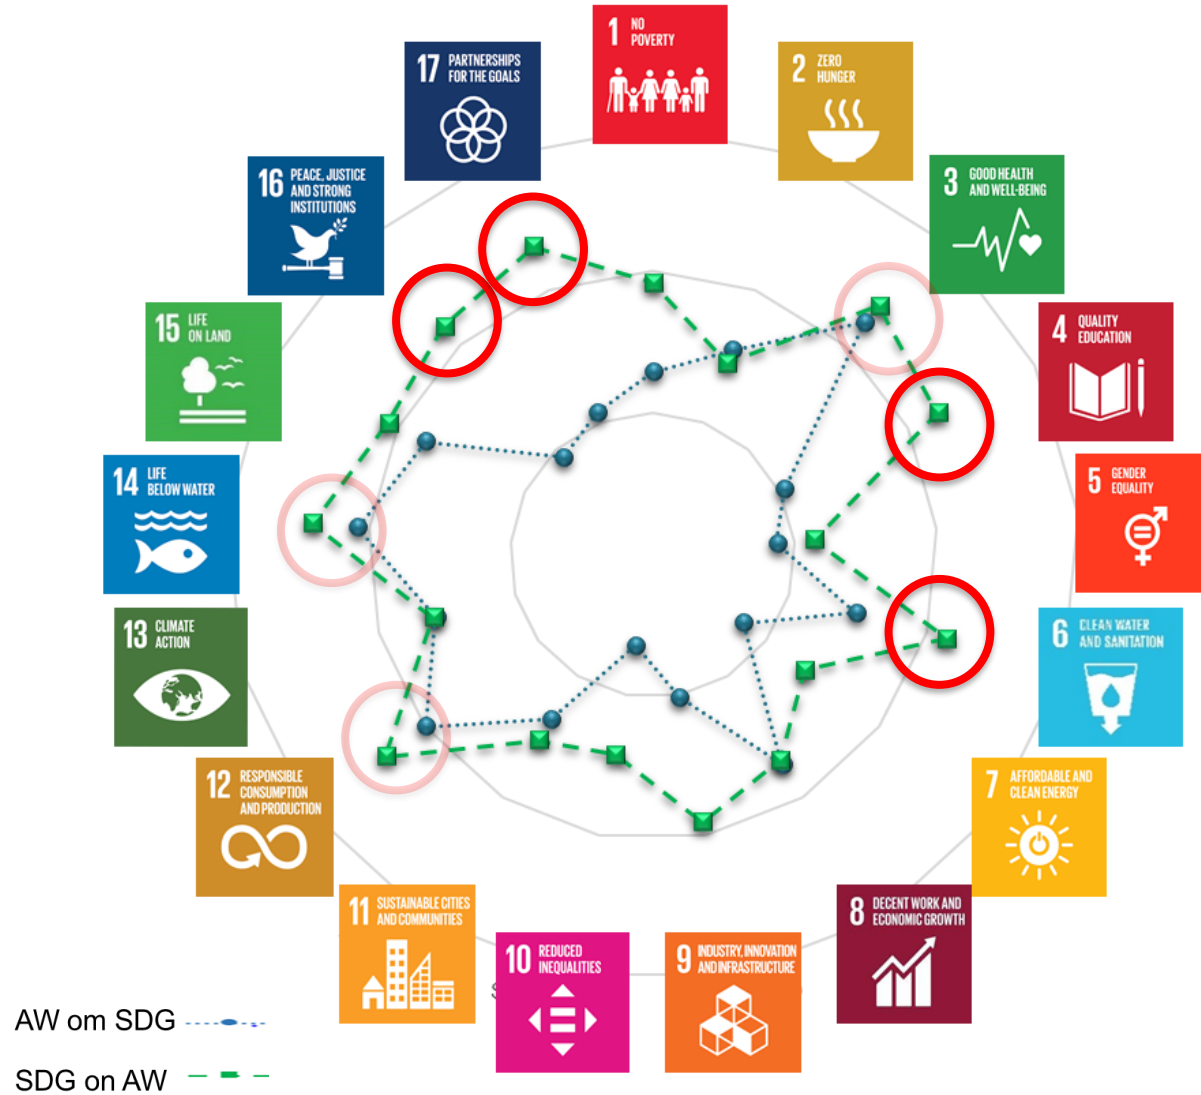 1 NO
POVERTY
2 ZERO
HUNGER
3 GOOD HEALTH
AND WELL-BEING
4 QUALITY
EDUCATION
5 GENDER
EQUALITY
6 CLEAN WATER
AND SANITATION
7 AFFORDABLE AND
CLEAN ENERGY
8 DECENT WORK AND
ECONOMIC GROWTH
9 INDUSTRY, INNOVATION
AND INFRASTRUCTURE
10 REDUCED
INEQUALITIES
11 SUSTAINABLE CITIES
AND COMMUNITIES
12 RESPONSIBLE
CONSUMPTION
AND PRODUCTION
13 CLIMATE
ACTION
14 LIFE
BELOW WATER
15 LIFE
ON LAND
16 PEACE, JUSTICE
AND STRONG
INSTITUTIONS
17 PARTNERSHIPS
FOR THE GOALS
AW om SDG
SDG on AW